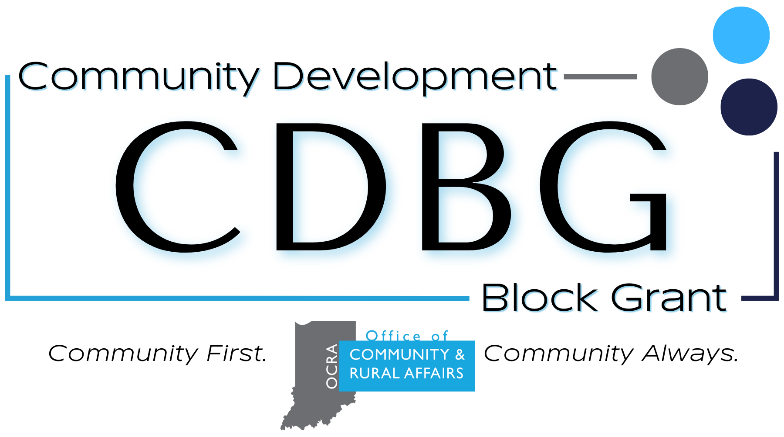 Community Development
CDBG
Block Grant
Community First.
OCRA
Office of
COMMUNITY &
RURAL AFFAIRS
Community Always.